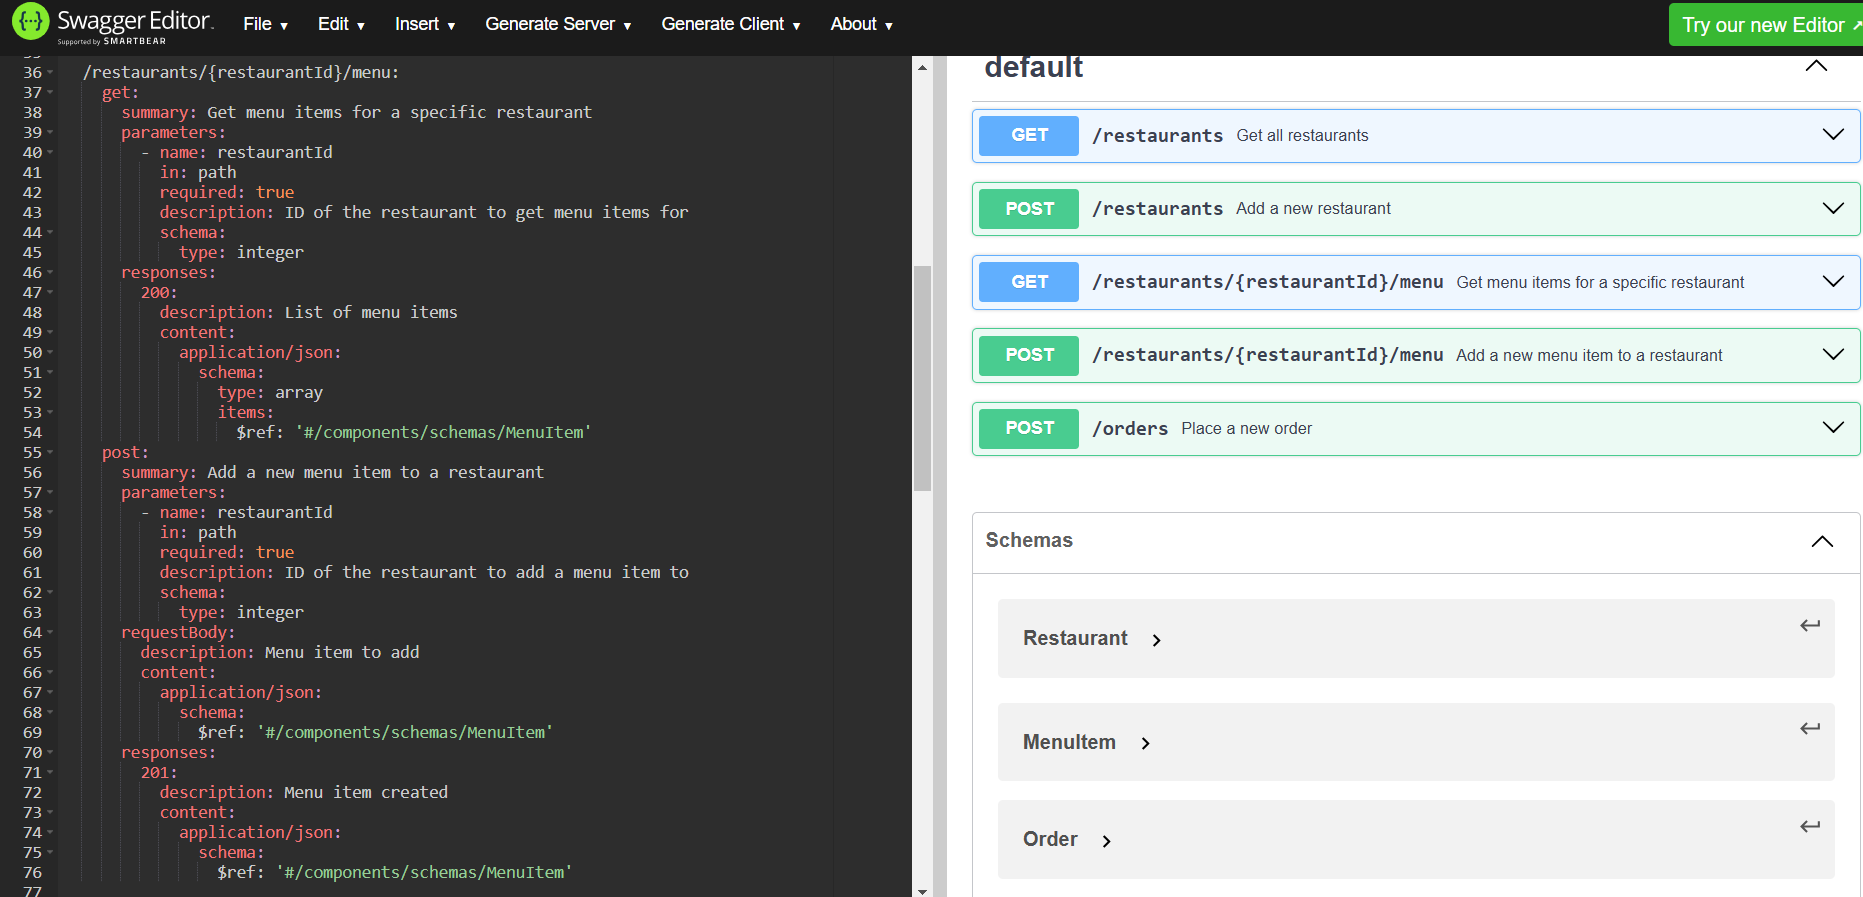 Swagger Editor.
Supported by SMARTBEAR
File ▾ Edit ▾ Insert ▾ Generate Server ▾ Generate Client ▾ About ▾
Try our new Editor ↗
36 /restaurants/{restaurantId}/menu:
37 get:
38 summary: Get menu items for a specific restaurant
39 parameters:
40 - name: restaurantId
41 in: path
42 required: true
43 description: ID of the restaurant to get menu items for
44 schema:
45 type: integer
46 responses:
47 200:
48 description: List of menu items
49 content:
50 application/json:
51 schema:
52 type: array
53 items:
54 $ref: '#/components/schemas/MenuItem'
55 post:
56 summary: Add a new menu item to a restaurant
57 parameters:
58 - name: restaurantId
59 in: path
60 required: true
61 description: ID of the restaurant to add a menu item to
62 schema:
63 type: integer
64 requestBody:
65 description: Menu item to add
66 content:
67 application/json:
68 schema:
69 $ref: '#/components/schemas/MenuItem'
70 responses:
71 201:
72 description: Menu item created
73 content:
74 application/json:
75 schema:
76 $ref: '#/components/schemas/MenuItem'
77
default
GET /restaurants Get all restaurants
POST /restaurants Add a new restaurant
GET /restaurants/{restaurantId}/menu Get menu items for a specific restaurant
POST /restaurants/{restaurantId}/menu Add a new menu item to a restaurant
POST /orders Place a new order
Schemas
Restaurant
MenuItem
Order